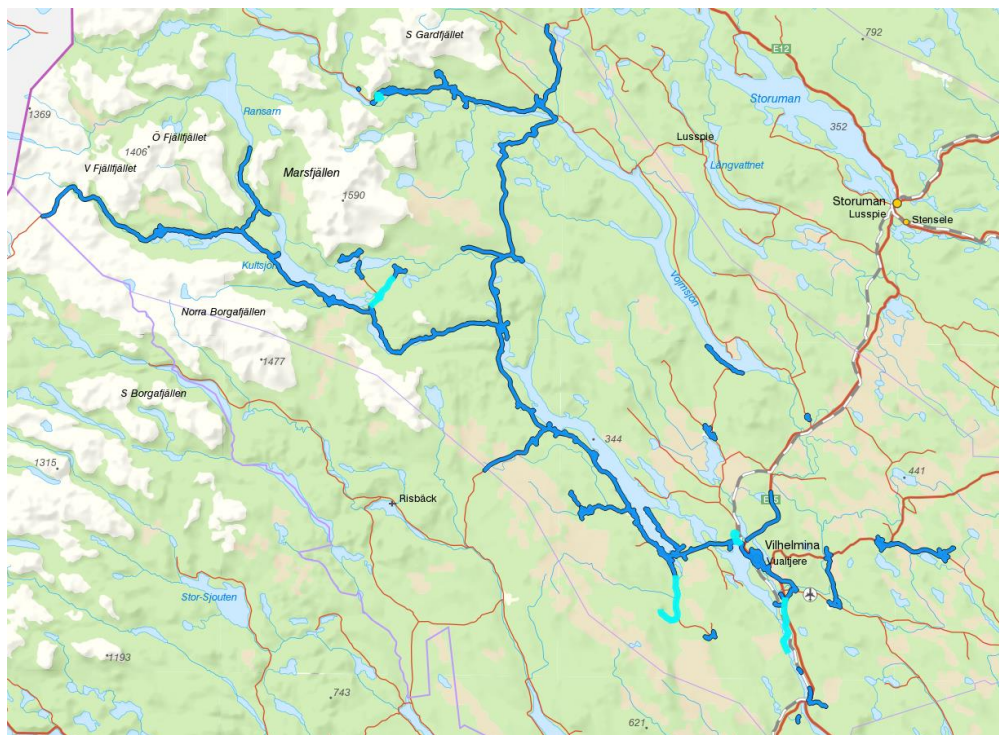 S Gardfjället
792
E12
Storuman
1369
Ransarn
352
Ö Fjällfjället
1406
Lusspie
V Fjällfjället
Marsfjällen
Långvattnet
1590
Storuman
Lusspie
Stensele
Kultsjön
Vojmsjön
Norra Borgafjällen
1477
S Borgafjällen
344
1315
441
Risbäck
E45
Vilhelmina
Vualtjere
Stor-Sjouten
1193
743
621